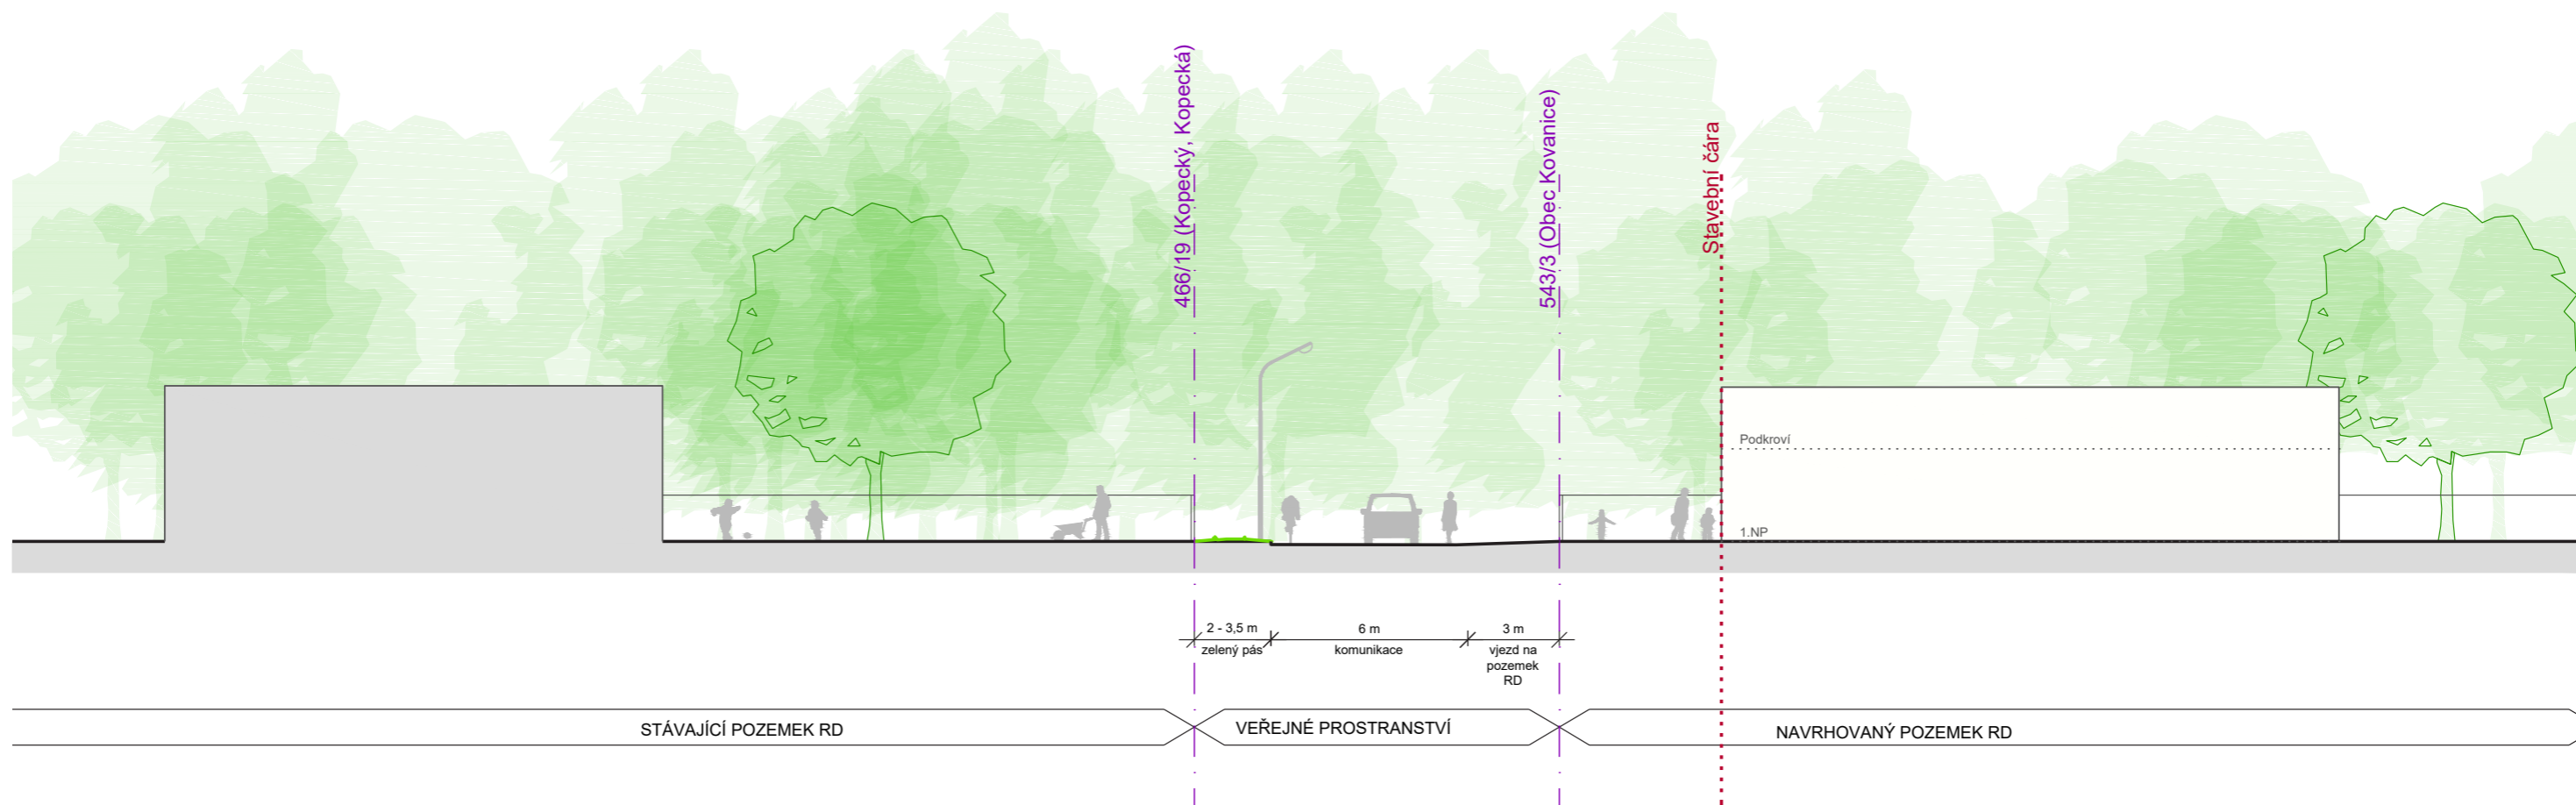 466/19 (Kopecký, Kopecká)
543/3 (Obec Kovanice)
Stavební čára
Podkroví
1.NP
2 - 3,5 m
6 m
3 m
zelený pás
komunikace
vjezd na
pozemek
RD
STÁVAJÍCÍ POZEMEK RD
VEŘEJNÉ PROSTRANSTVÍ
NAVRHOVANÝ POZEMEK RD